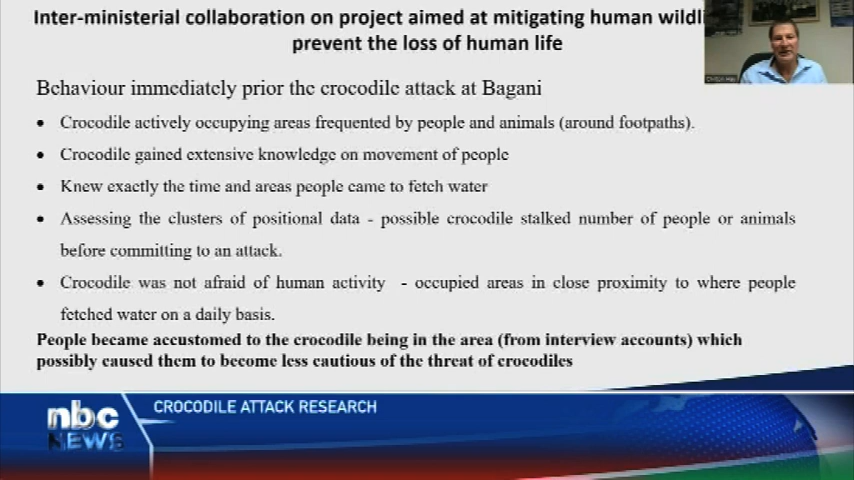 Inter-ministerial collaboration on project aimed at mitigating human
prevent the loss of human life
Behaviour immediately prior the crocodile attack at Bagani
• Crocodile actively occupying areas frequented by people and animals (around footpaths).
• Crocodile gained extensive knowledge on movement of people
• Knew exactly the time and areas people came to fetch water
• Assessing the clusters of positional data - possible crocodile stalked number of people or animals
before committing to an attack.
• Crocodile was not afraid of human activity - occupied areas in close proximity to where people
fetched water on a daily basis.
People became accustomed to the crocodile being in the area (from interview accounts) which
possibly caused them to become less cautious of the threat of crocodiles
nbc
NEWS
CROCODILE ATTACK RESEARCH